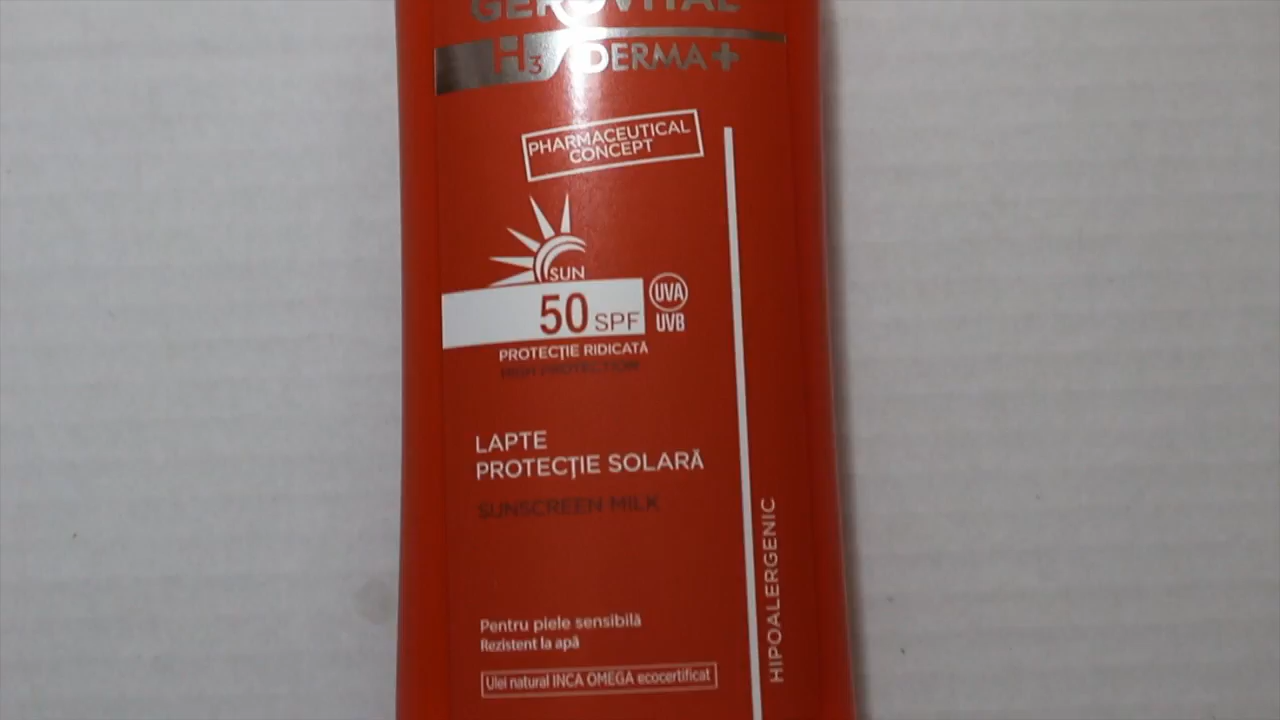 GEROVITAL
H3 DERMA+
PHARMACEUTICAL
CONCEPT
SUN
50 SPF
UVA
UVB
PROTECȚIE RIDICATĂ
HIGH PROTECTION
LAPTE
PROTECȚIE SOLARĂ
SUNSCREEN MILK
HIPOALERGENIC
Pentru piele sensibilă
Rezistent la apă
Ulei natural INCA OMEGA ecocertificat